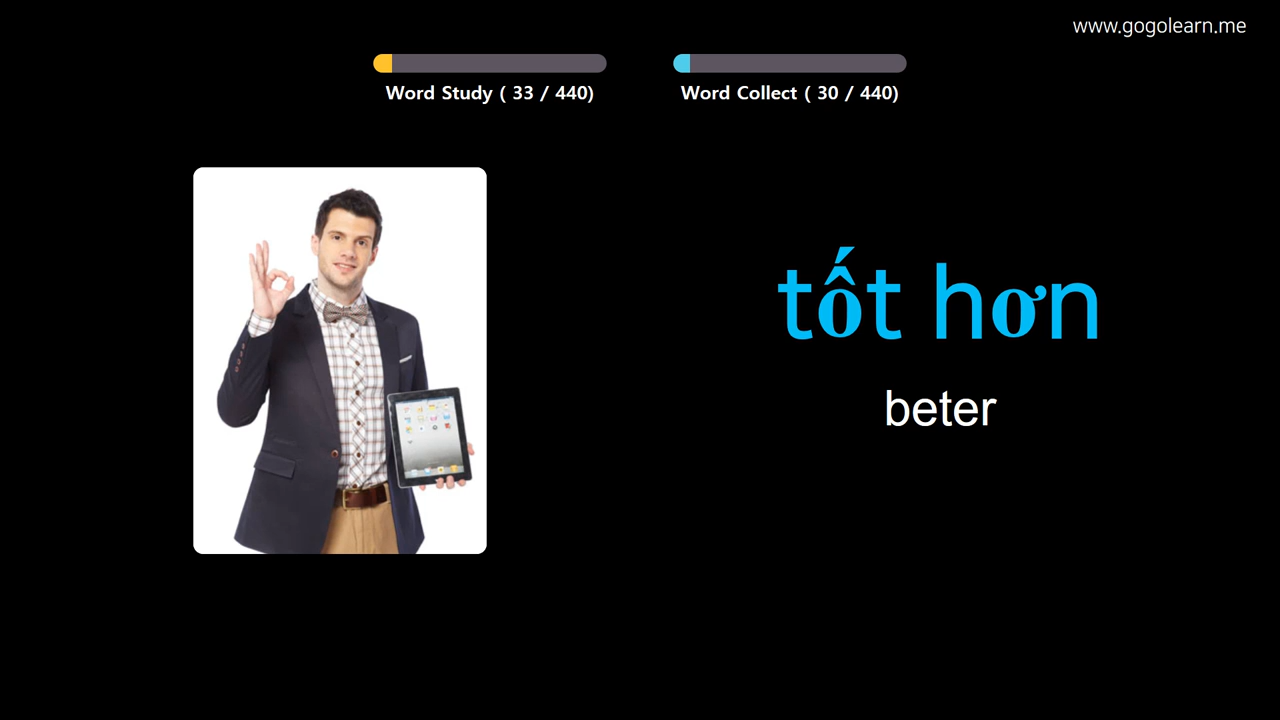 www.gogolearn.me
Word Study ( 33 / 440)
Word Collect ( 30 / 440)
tốt hơn
beter